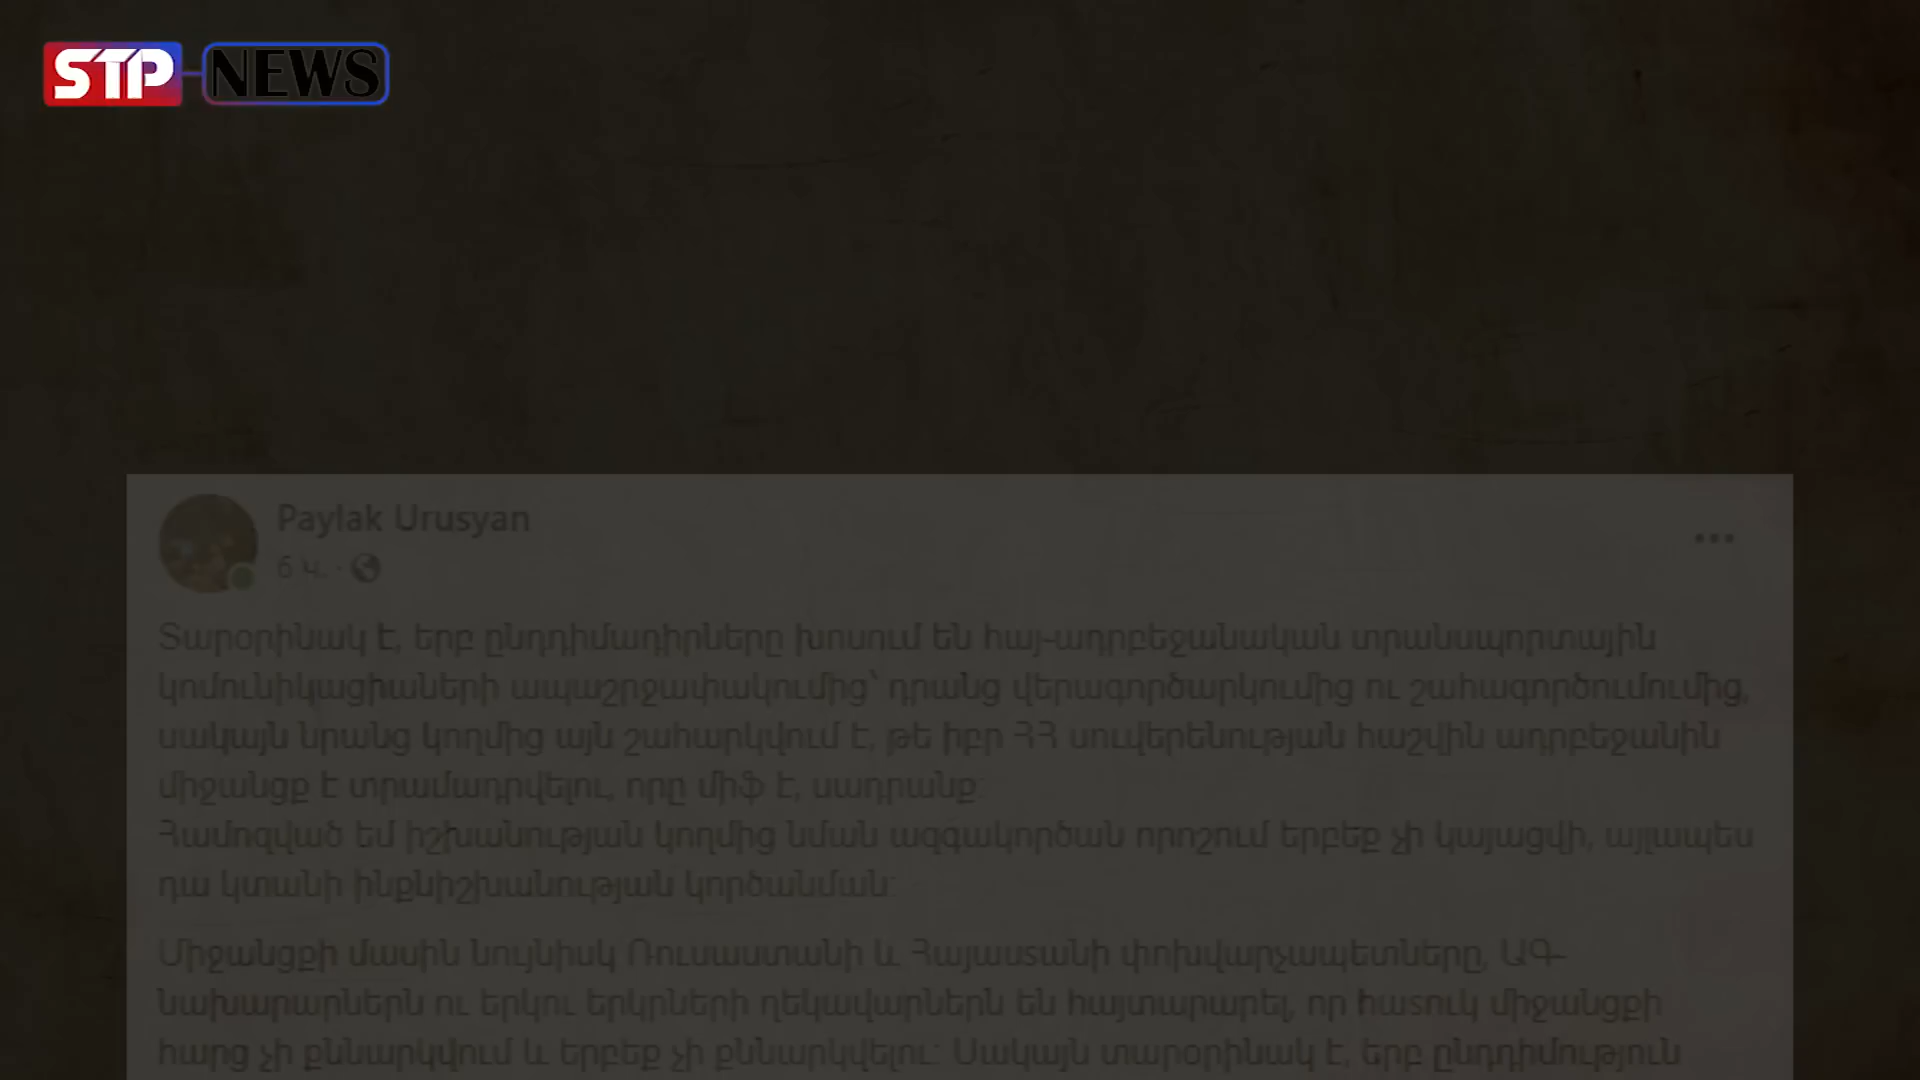 STP NEWS
Paylak Urusyan
6 ч. ·
Տարօրինակ է, երբ ընդդիմադիրները խոսում են հայ-ադրբեջանական տրանսպորտային
կոմունիկացիաների ապաշրջափակումից՝ դրանց վերագործարկումից ու շահագործումումից,
սակայն նրանց կողմից այն շահարկվում է, թե իբր ՀՀ սուվերենության հաշվին ադրբեջանին
միջանցք է տրամադրվելու, որը միֆ է, սադրանք:
Համոզված եմ իշխանության կողմից նման ազգակործան որոշում երբեք չի կայացվի, այլապես
դա կտանի ինքնիշխանության կործանման:
Միջանցքի մասին նույնիսկ Ռուսաստանի և Հայաստանի փոխվարչապետները, ԱԳ-
նախարարներն ու երկու երկրների ղեկավարներն են հայտարարել, որ հատուկ միջանցքի
հարց չի քննարկվում և երբեք չի քննարկվելու: Սակայն տարօրինակ է, երբ ընդդիմություն